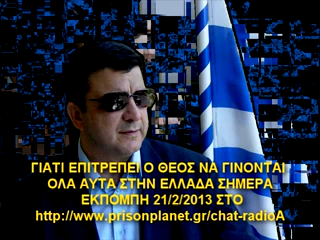 ΓΙΑΤΙ ΕΠΙΤΡΕΠΕΙ Ο ΘΕΟΣ ΝΑ ΓΙΝΟΝΤΑΙ
ΟΛΑ ΑΥΤΑ ΣΤΗΝ ΕΛΛΑΔΑ ΣΗΜΕΡΑ
ΕΚΠΟΜΠΗ 21/2/2013 ΣΤΟ
http://www.prisonplanet.gr/chat-radioA